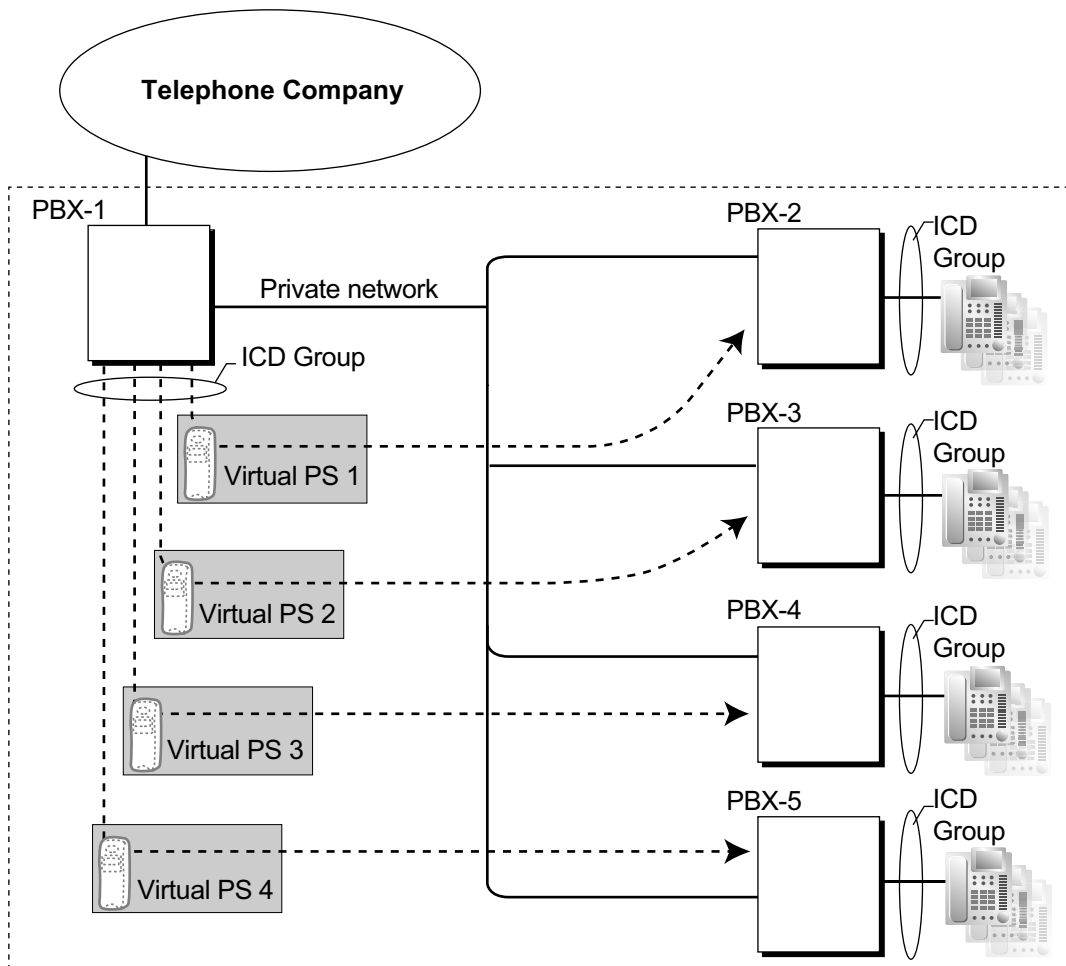 Telephone Company
PBX-1
PBX-2
ICD
Group
Private network
ICD Group
Virtual PS 1
PBX-3
ICD
Group
Virtual PS 2
PBX-4
ICD
Group
Virtual PS 3
PBX-5
ICD
Group
Virtual PS 4